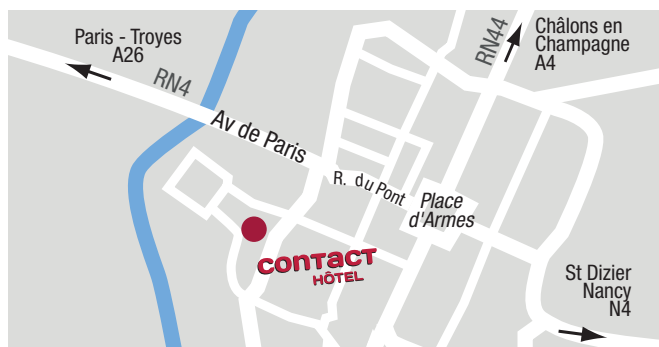 Paris - Troyes
A26
RN4
Av de Paris
R. du Pont
Place
d'Armes
RN44
Châlons en
Champagne
A4
CONTACT
HÔTEL
St Dizier
Nancy
N4